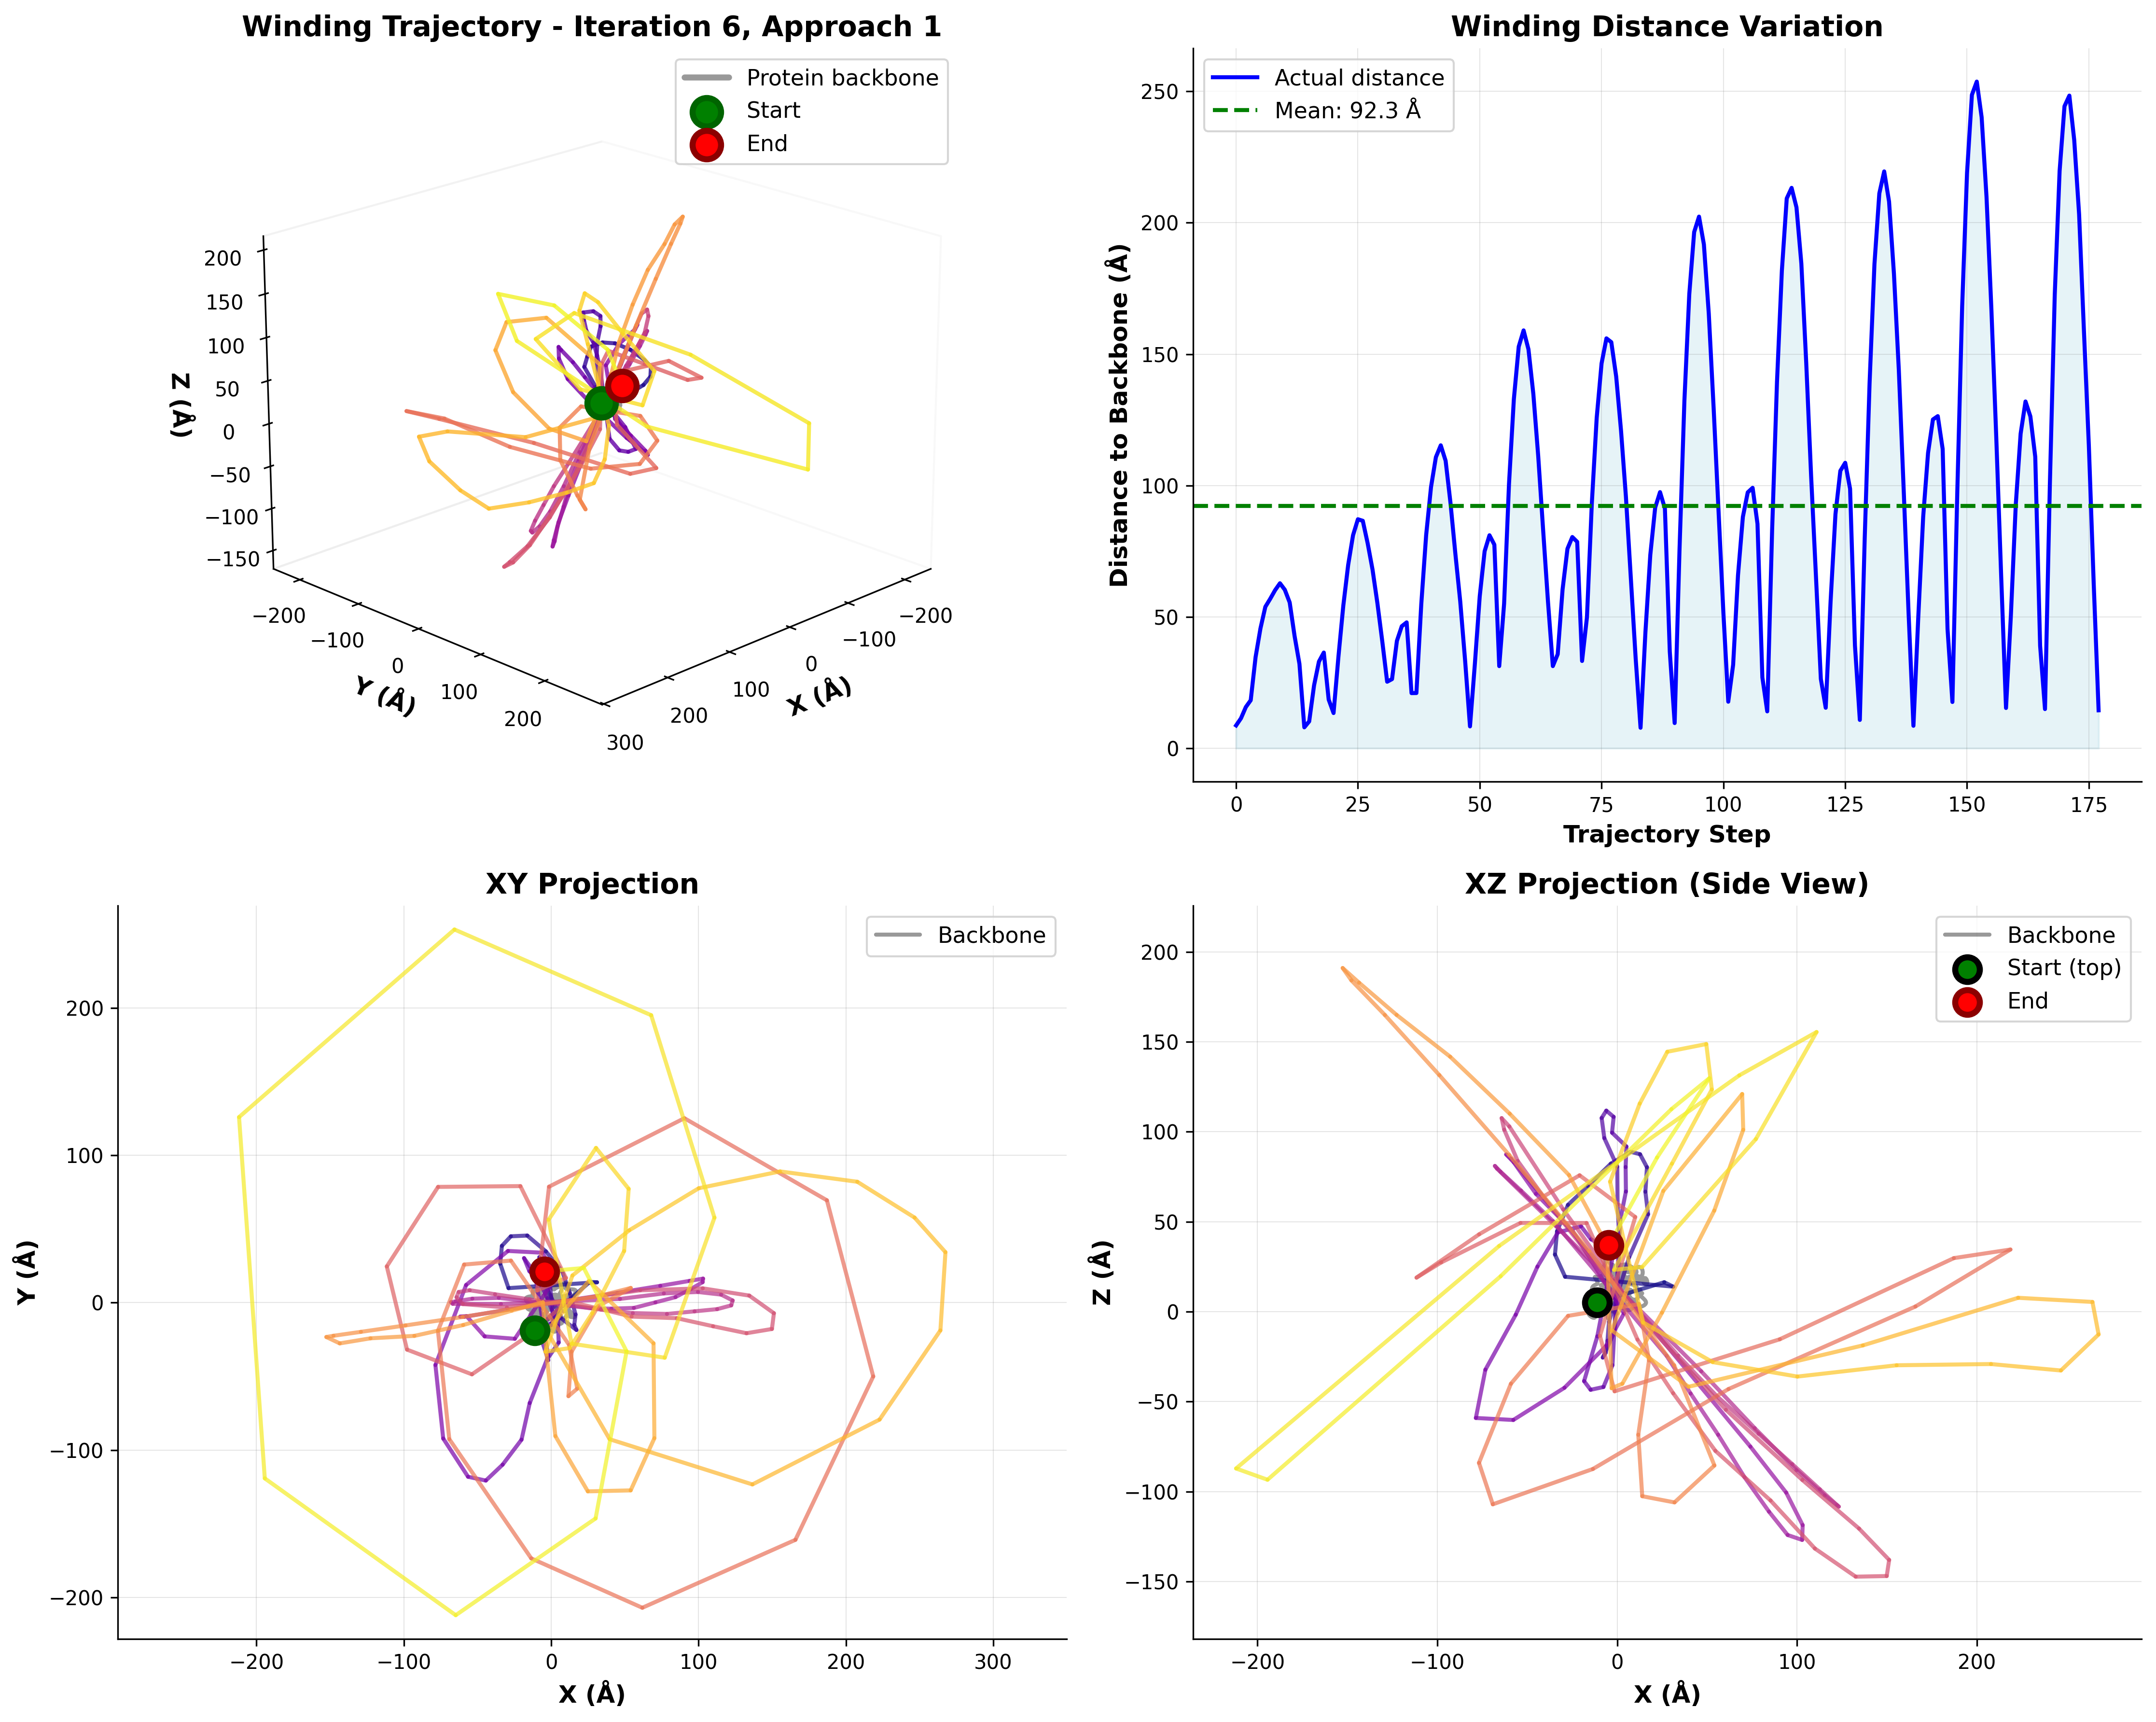 Winding Trajectory - Iteration 6, Approach 1
Protein backbone
Start
End
200
150
100
50
0
−50
−100
−150
Z (Å)
−200
−100
0
100
200
300
Y (Å)
−200
−100
0
100
200
X (Å)
Winding Distance Variation
Actual distance
Mean: 92.3 Å
250
200
150
100
50
0
Distance to Backbone (Å)
0 25 50 75 100 125 150 175
Trajectory Step
XY Projection
Backbone
200
100
0
−100
−200
Y (Å)
−200 −100 0 100 200 300
X (Å)
XZ Projection (Side View)
Backbone
Start (top)
End
200
150
100
50
0
−50
−100
−150
Z (Å)
−200 −100 0 100 200
X (Å)